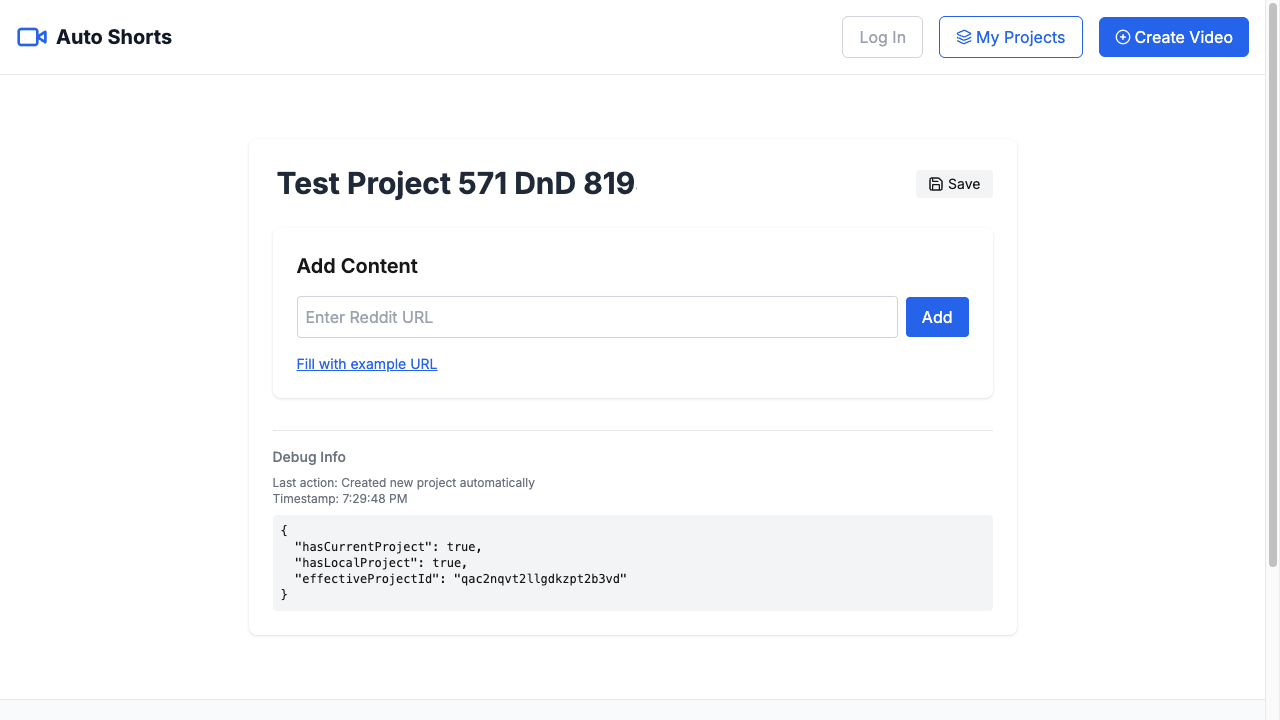 Auto Shorts
Log In
My Projects
Create Video
Test Project 571 DnD 819
Save
Add Content
Enter Reddit URL
Add
Fill with example URL
Debug Info
Last action: Created new project automatically
Timestamp: 7:29:48 PM
{
  "hasCurrentProject": true,
  "hasLocalProject": true,
  "effectiveProjectId": "qac2nqvt2llgdkzpt2b3vd"
}